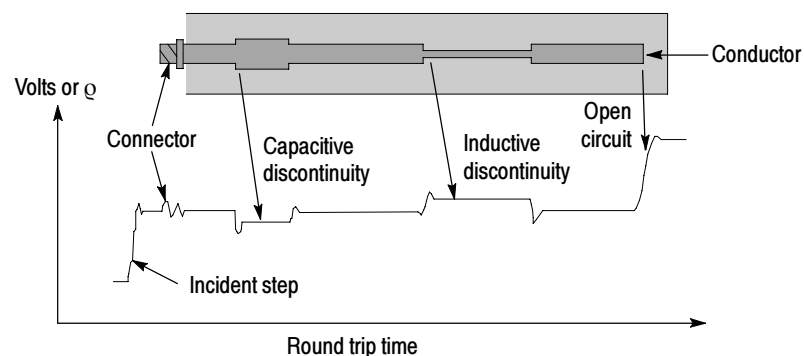 Conductor
Volts or ϱ
Connector
Capacitive
discontinuity
Inductive
discontinuity
Open
circuit
Incident step
Round trip time